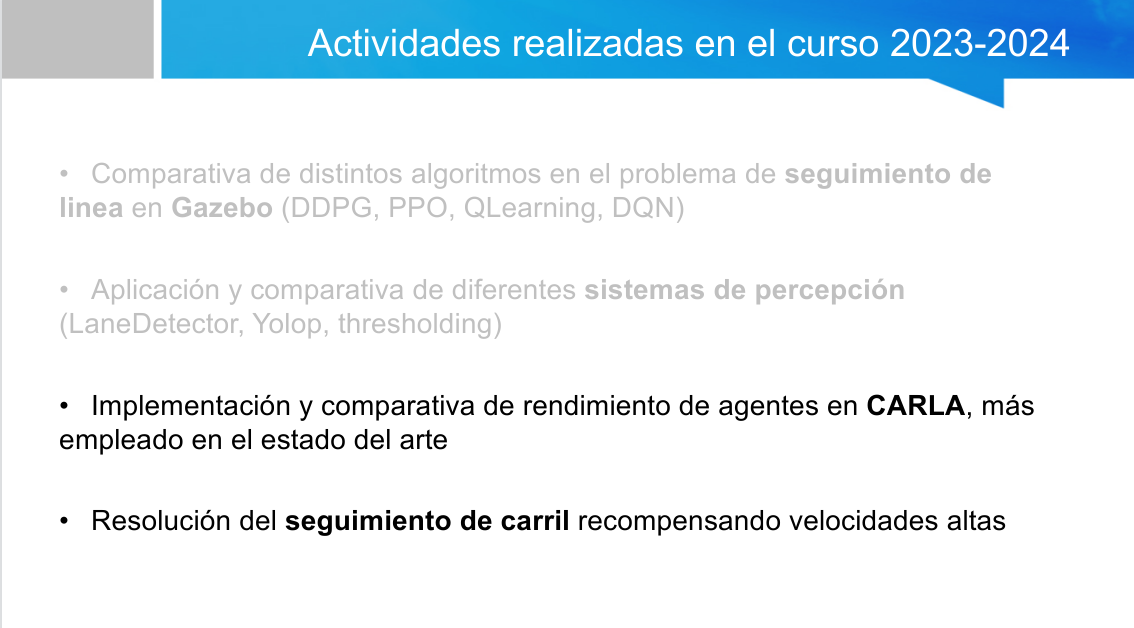 Actividades realizadas en el curso 2023-2024
• Comparativa de distintos algoritmos en el problema de seguimiento de
linea en Gazebo (DDPG, PPO, QLearning, DQN)
• Aplicación y comparativa de diferentes sistemas de percepción
(LaneDetector, Yolop, thresholding)
• Implementación y comparativa de rendimiento de agentes en CARLA, más
empleado en el estado del arte
• Resolución del seguimiento de carril recompensando velocidades altas